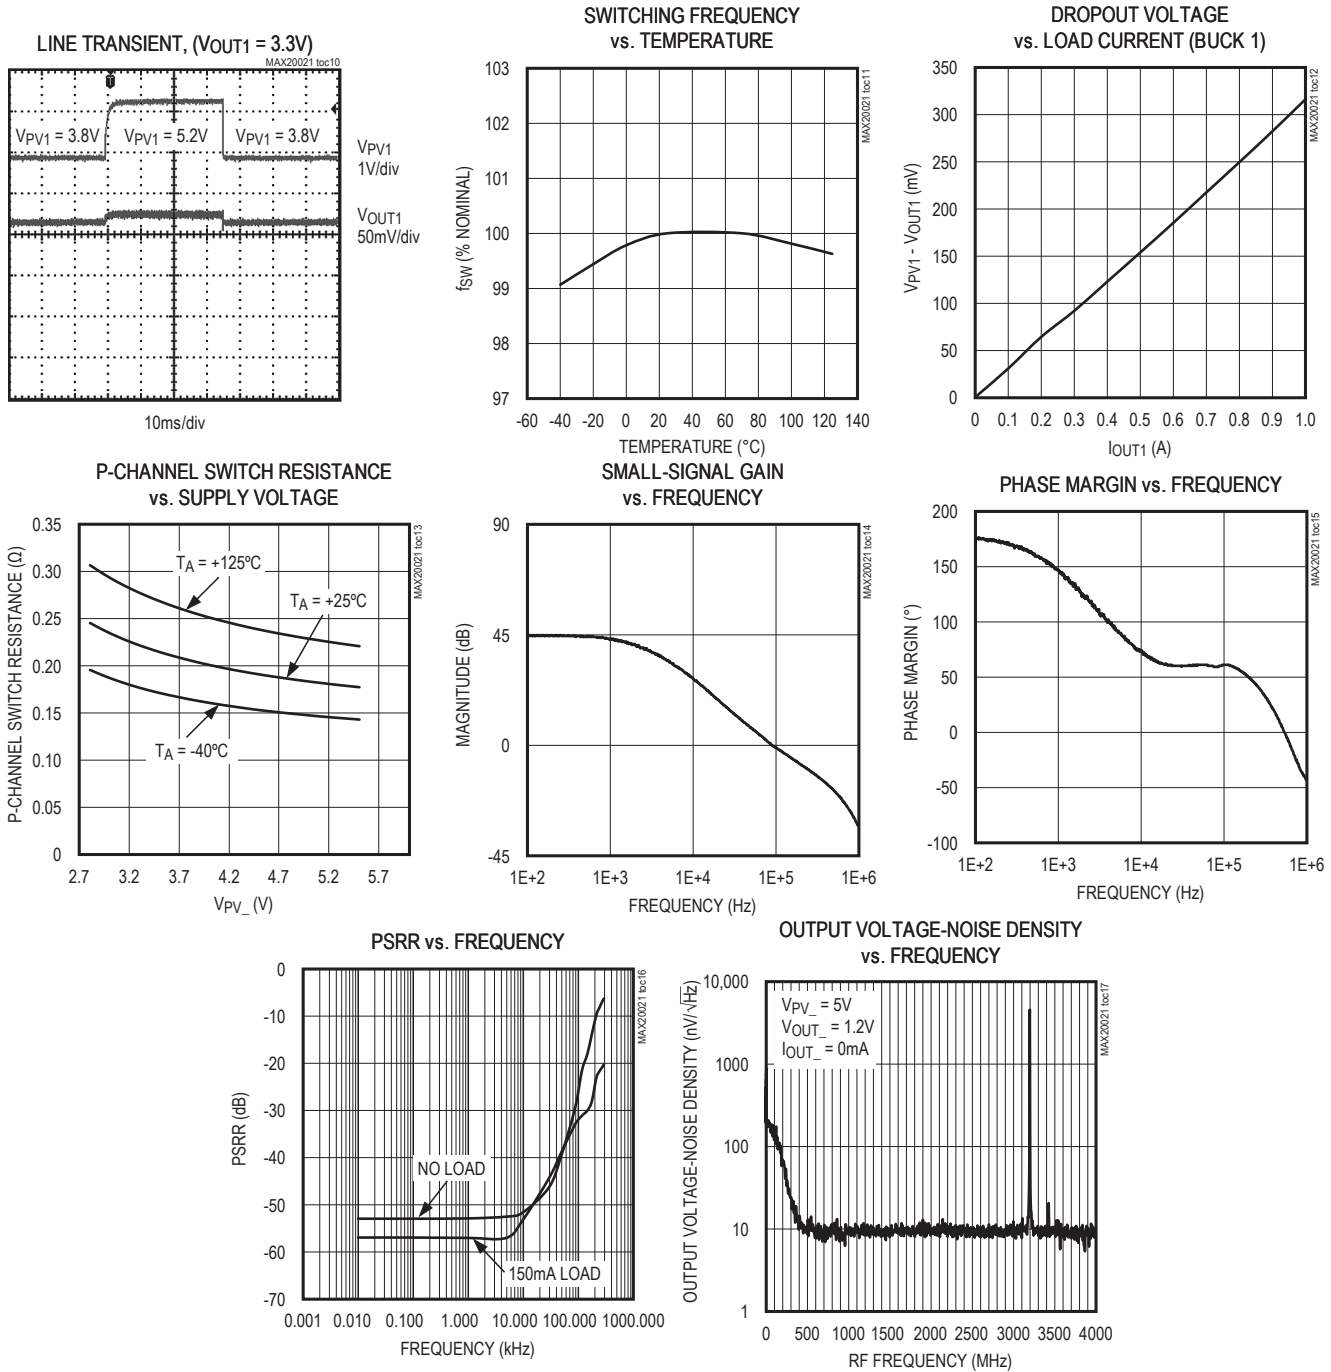 LINE TRANSIENT, (VOUT1 = 3.3V)
MAX20021 toc10
VPV1 = 3.8V
VPV1 = 5.2V
VPV1 = 3.8V
VPV1
1V/div
VOUT1
50mV/div
10ms/div
SWITCHING FREQUENCY
vs. TEMPERATURE
MAX20021 toc11
fSW (% NOMINAL)
103
102
101
100
99
98
97
-60 -40 -20 0 20 40 60 80 100 120 140
TEMPERATURE (°C)
DROPOUT VOLTAGE
vs. LOAD CURRENT (BUCK 1)
MAX20021 toc12
VPV1 - VOUT1 (mV)
350
300
250
200
150
100
50
0
0 0.1 0.2 0.3 0.4 0.5 0.6 0.7 0.8 0.9 1.0
IOUT1 (A)
P-CHANNEL SWITCH RESISTANCE
vs. SUPPLY VOLTAGE
MAX20021 toc13
P-CHANNEL SWITCH RESISTANCE (Ω)
0.35
0.30
0.25
0.20
0.15
0.10
0.05
0
TA = +125ºC
TA = +25ºC
TA = -40ºC
2.7 3.2 3.7 4.2 4.7 5.2 5.7
VPV_ (V)
SMALL-SIGNAL GAIN
vs. FREQUENCY
MAX20021 toc14
MAGNITUDE (dB)
90
45
0
-45
1E+2 1E+3 1E+4 1E+5 1E+6
FREQUENCY (Hz)
PHASE MARGIN vs. FREQUENCY
MAX20021 toc15
PHASE MARGIN (°)
200
150
100
50
0
-50
-100
1E+2 1E+3 1E+4 1E+5 1E+6
FREQUENCY (Hz)
PSRR vs. FREQUENCY
MAX20021 toc16
PSRR (dB)
0
-10
-20
-30
-40
-50
-60
-70
NO LOAD
150mA LOAD
0.001 0.010 0.100 1.000 10.000 100.000 1000.000
FREQUENCY (kHz)
OUTPUT VOLTAGE-NOISE DENSITY
vs. FREQUENCY
MAX20021 toc17
OUTPUT VOLTAGE-NOISE DENSITY (nV/√Hz)
10,000
1000
100
10
1
VPV_ = 5V
VOUT_ = 1.2V
IOUT_ = 0mA
0 500 1000 1500 2000 2500 3000 3500 4000
RF FREQUENCY (MHz)